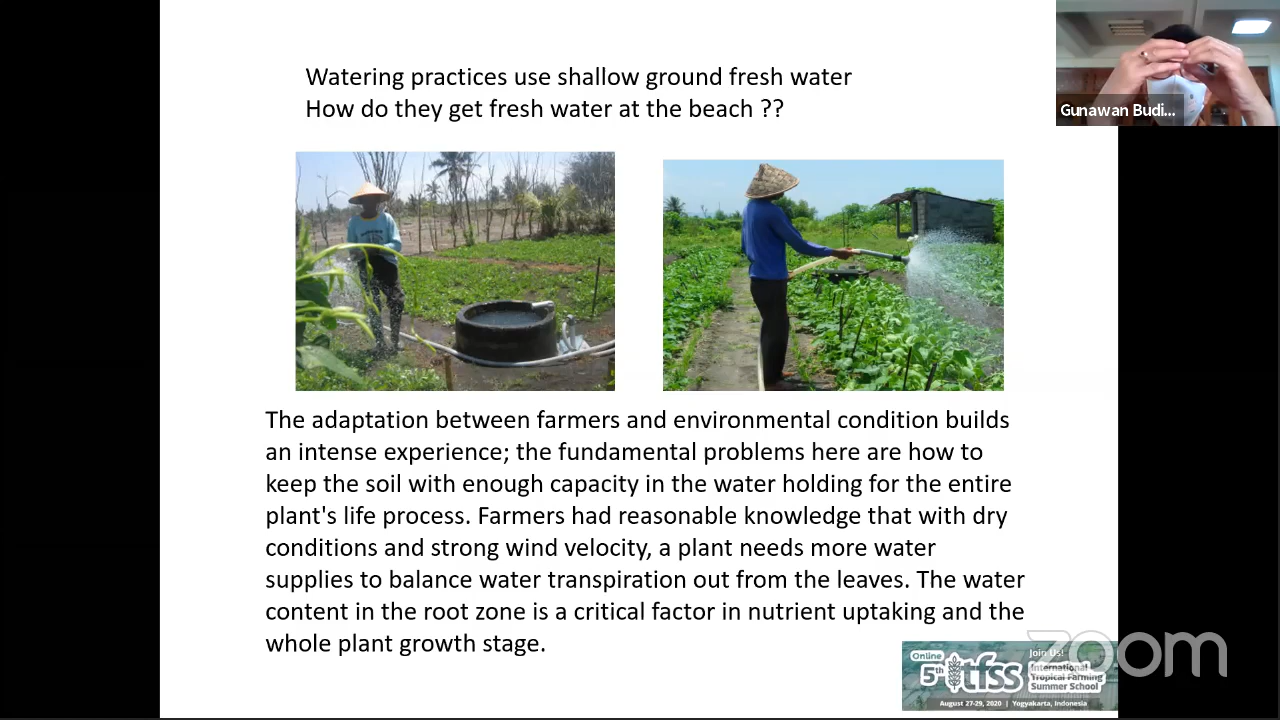 Watering practices use shallow ground fresh water
How do they get fresh water at the beach ??
Gunawan Budi...
The adaptation between farmers and environmental condition builds
an intense experience; the fundamental problems here are how to
keep the soil with enough capacity in the water holding for the entire
plant's life process. Farmers had reasonable knowledge that with dry
conditions and strong wind velocity, a plant needs more water
supplies to balance water transpiration out from the leaves. The water
content in the root zone is a critical factor in nutrient uptaking and the
whole plant growth stage.
zoom
Online
5th itfss
Join Us!
International
Tropical Farming
Summer School
August 27-29, 2020 | Yogyakarta, Indonesia